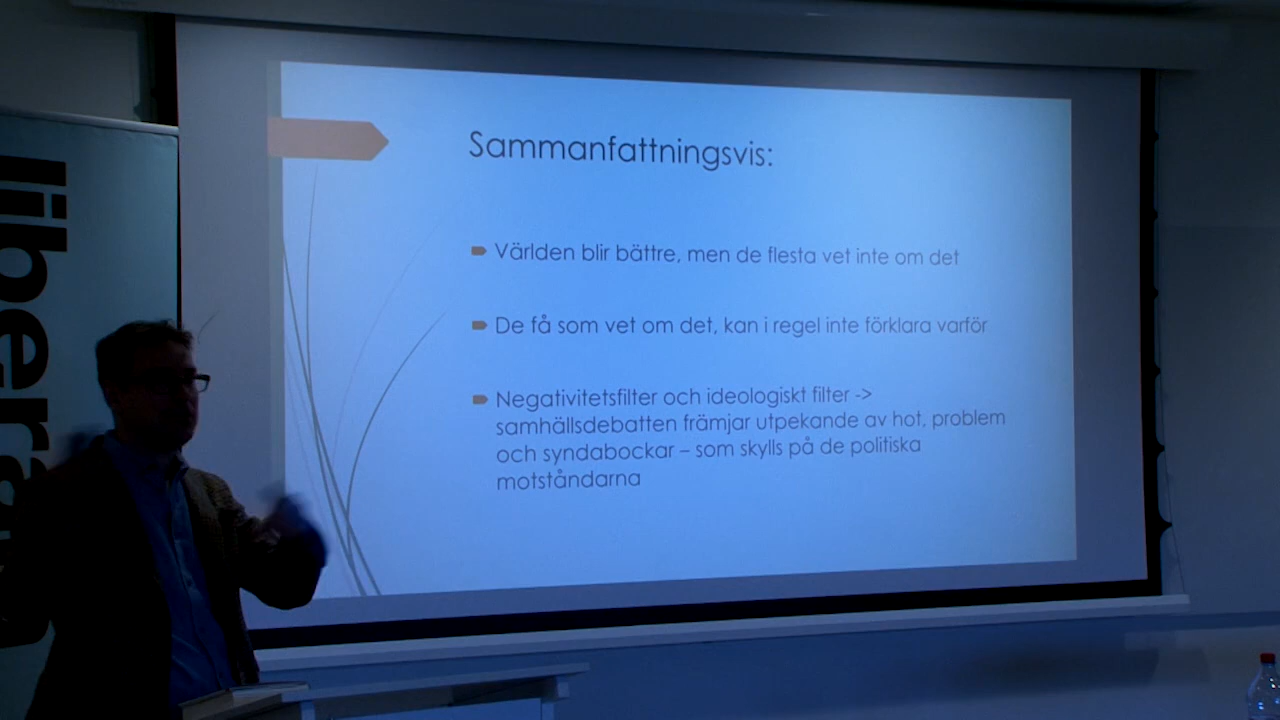 Sammanfattningsvis:
Världen blir bättre, men de flesta vet inte om det
De få som vet om det, kan i regel inte förklara varför
Negativitetsfilter och ideologiskt filter ->
samhällsdebatten främjar utpekande av hot, problem
och syndabockar – som skylls på de politiska
motståndarna